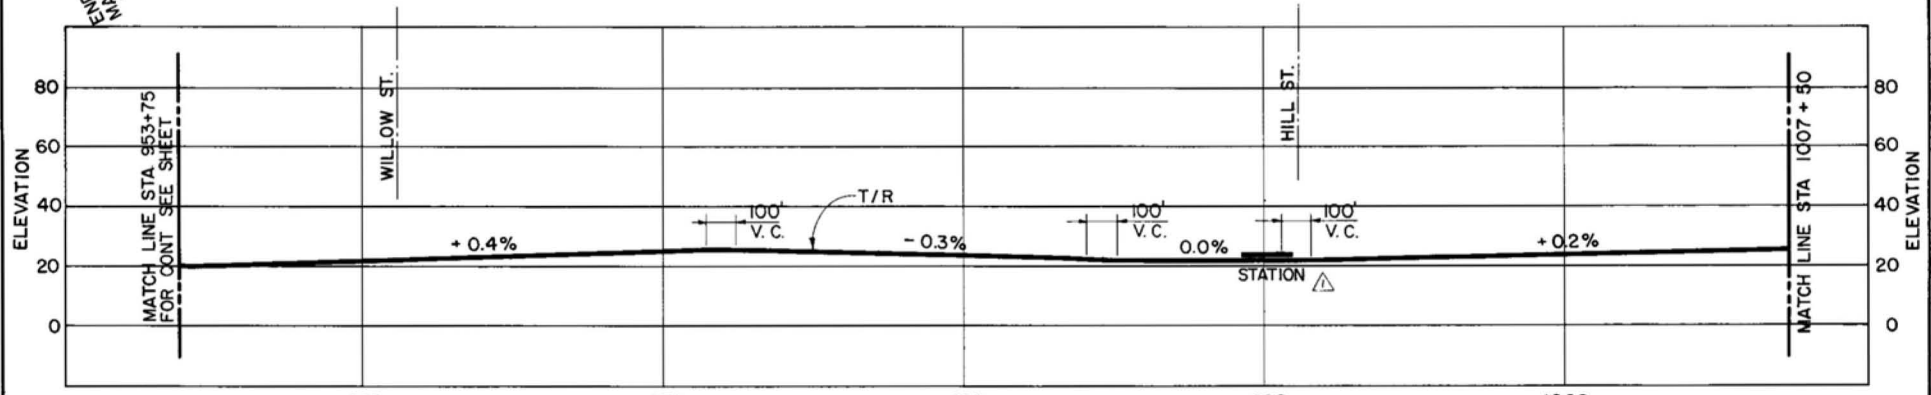 WILLOW ST.
HILL ST.
80
80
MATCH LINE STA 953+75
FOR CONT SEE SHEET
MATCH LINE STA 1007+50
60
60
ELEVATION
ELEVATION
40
40
T/R
100'
V. C.
100'
V. C.
100'
V. C.
+0.4%
-0.3%
0.0%
+0.2%
20
20
STATION
1
0
0